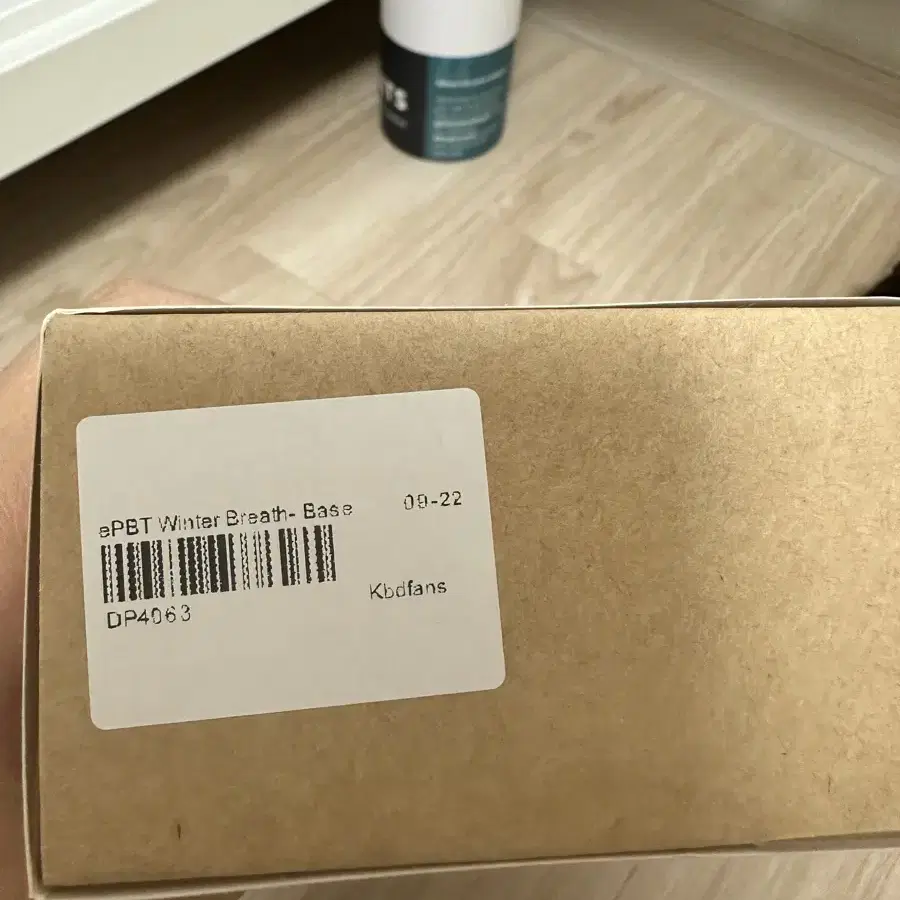 ePBT Winter Breath- Base 09-22
DP4063
Kbdfans